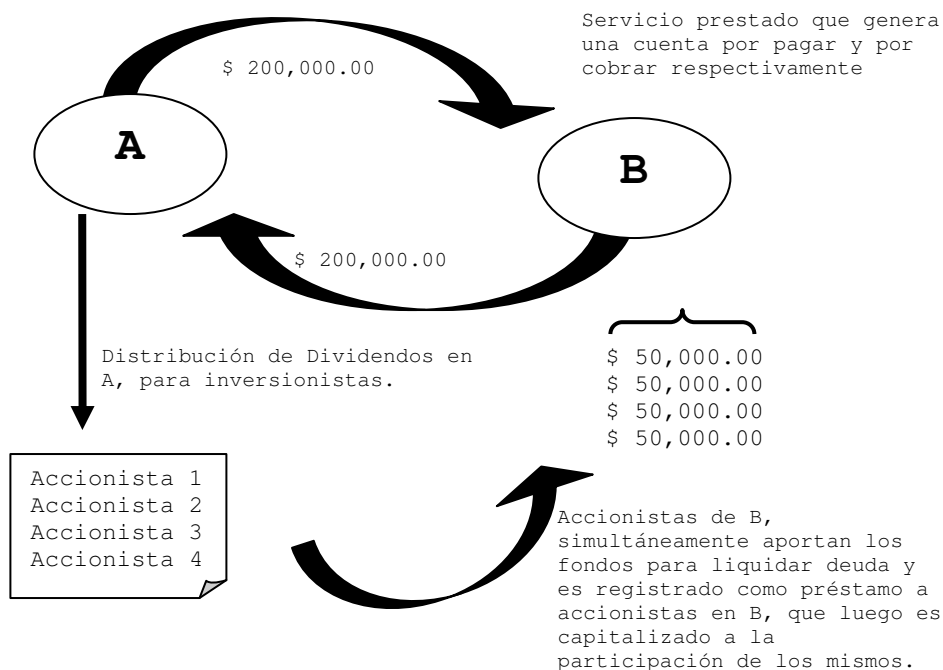 Servicio prestado que genera
una cuenta por pagar y por
cobrar respectivamente
$ 200,000.00
A
B
$ 200,000.00
Distribución de Dividendos en
A, para inversionistas.
$ 50,000.00
$ 50,000.00
$ 50,000.00
$ 50,000.00
Accionista 1
Accionista 2
Accionista 3
Accionista 4
Accionistas de B,
simultáneamente aportan los
fondos para liquidar deuda y
es registrado como préstamo a
accionistas en B, que luego es
capitalizado a la
participación de los mismos.